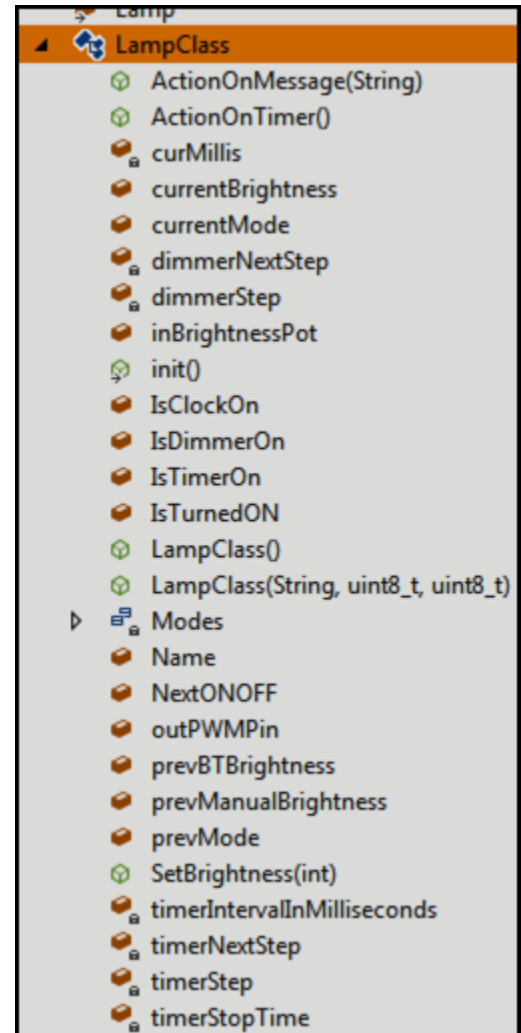 Lamp
LampClass
ActionOnMessage(String)
ActionOnTimer()
curMillis
currentBrightness
currentMode
dimmerNextStep
dimmerStep
inBrightnessPot
init()
IsClockOn
IsDimmerOn
IsTimerOn
IsTurnedON
LampClass()
LampClass(String, uint8_t, uint8_t)
Modes
Name
NextONOFF
outPWMPin
prevBTBrightness
prevManualBrightness
prevMode
SetBrightness(int)
timerIntervalInMilliseconds
timerNextStep
timerStep
timerStopTime